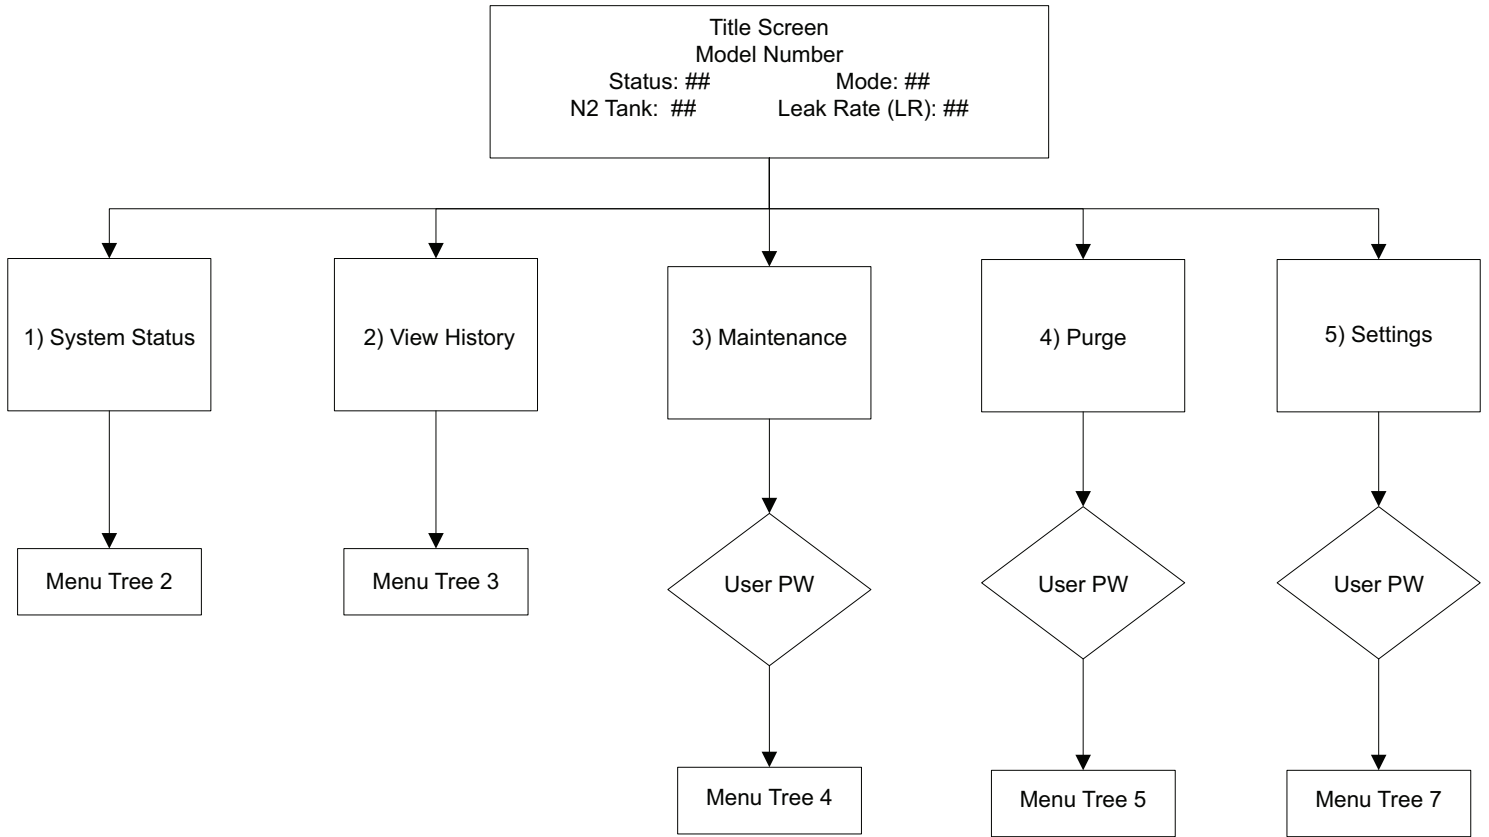 Title Screen
Model Number
Status: ## Mode: ##
N2 Tank: ## Leak Rate (LR): ##
1) System Status
2) View History
3) Maintenance
4) Purge
5) Settings
Menu Tree 2
Menu Tree 3
User PW
User PW
User PW
Menu Tree 4
Menu Tree 5
Menu Tree 7